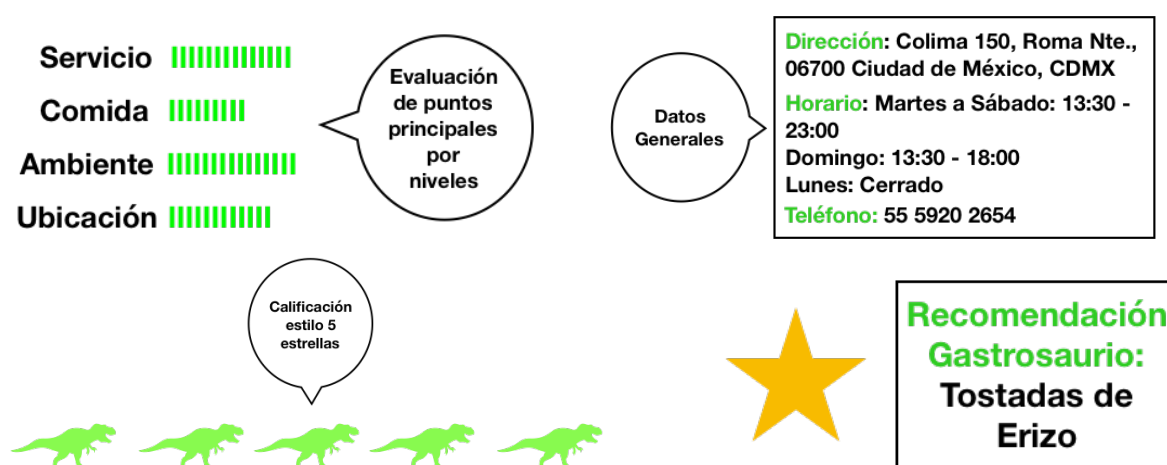 Servicio
Comida
Ambiente
Ubicación
Evaluación
de puntos
principales
por
niveles
Datos
Generales
Dirección: Colima 150, Roma Nte.,
06700 Ciudad de México, CDMX
Horario: Martes a Sábado: 13:30 -
23:00
Domingo: 13:30 - 18:00
Lunes: Cerrado
Teléfono: 55 5920 2654
Calificación
estilo 5
estrellas
Recomendación
Gastrosaurio:
Tostadas de
Erizo